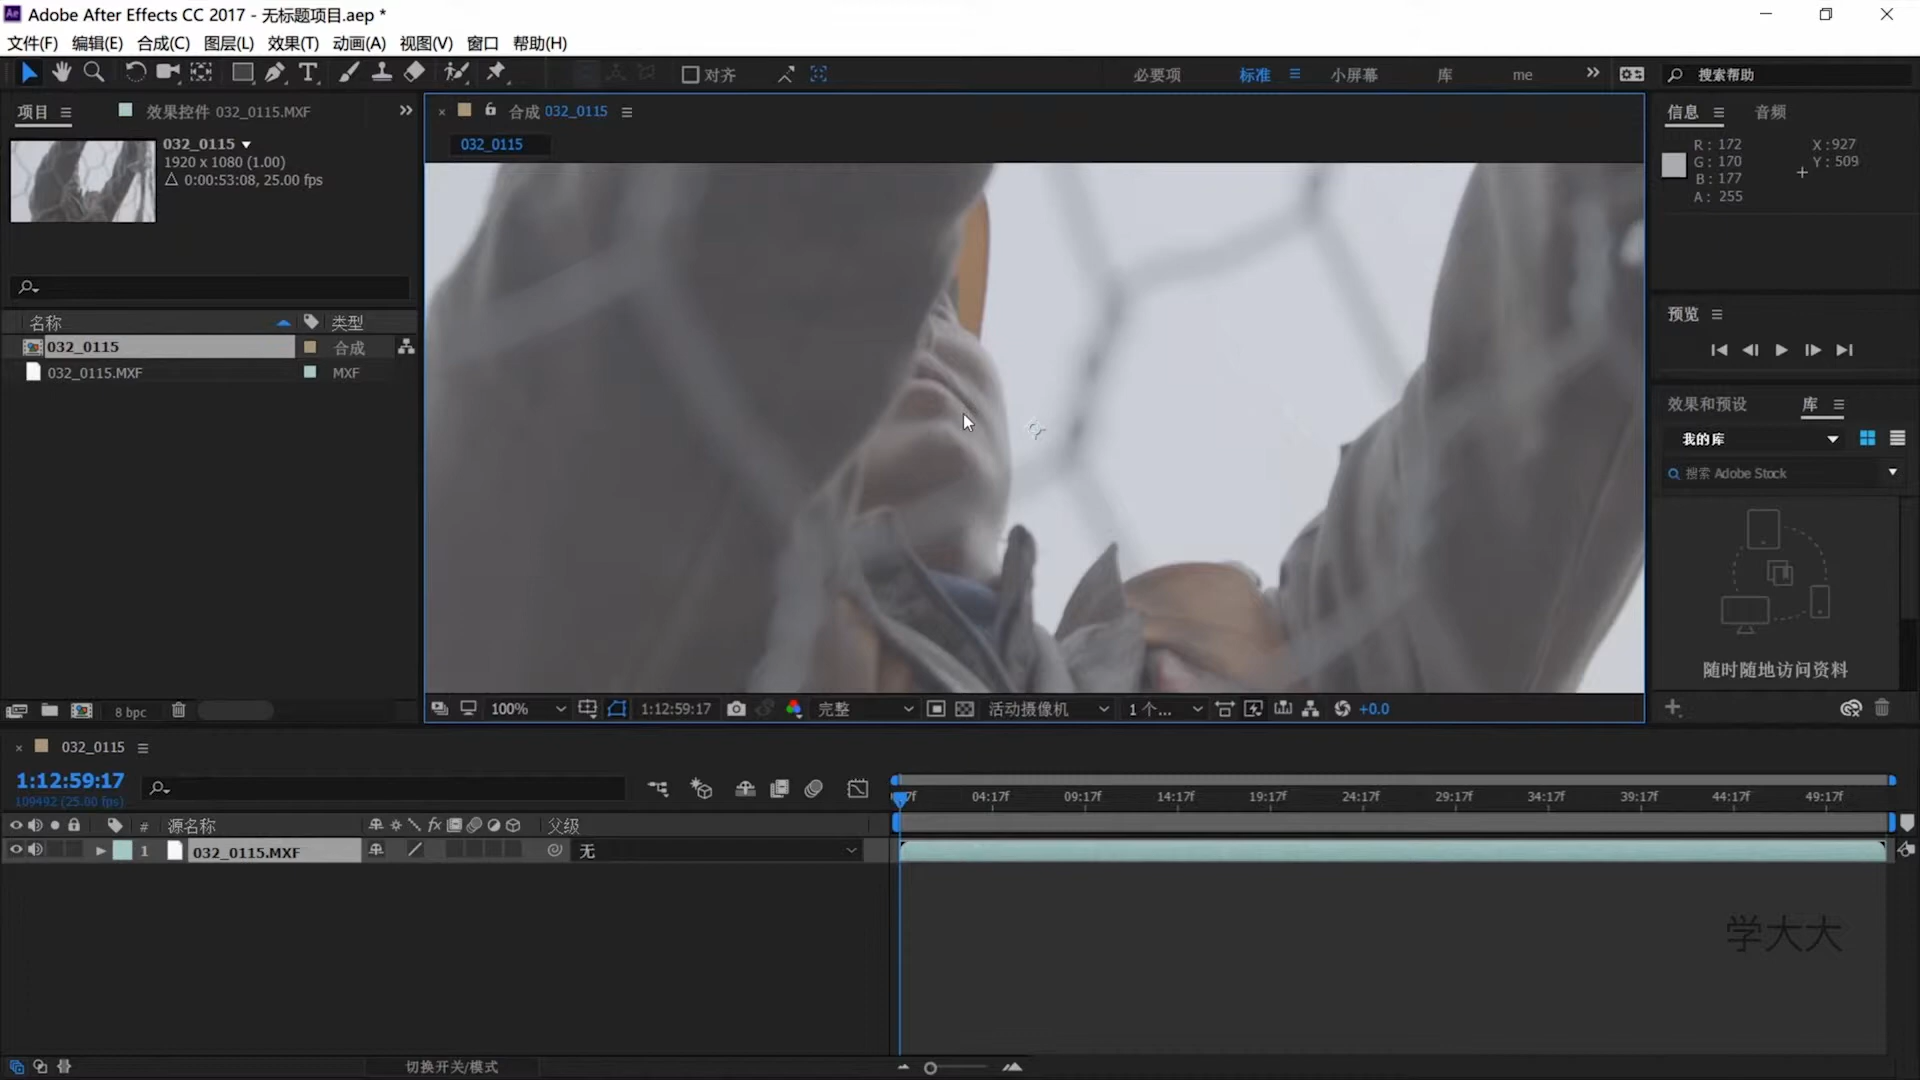 Adobe After Effects CC 2017 - 无标题项目.aep *
文件(F) 编辑(E) 合成(C) 图层(L) 效果(T) 动画(A) 视图(V) 窗口 帮助(H)
对齐 必要项 标准 小屏幕 库 me 搜索帮助
项目 效果控件 032_0115.MXF
032_0115
1920 x 1080 (1.00)
Δ 0:00:53:08, 25.00 fps
名称 类型
032_0115 合成
032_0115.MXF MXF
8 bpc
合成 032_0115
032_0115
100% 1:12:59:17 完整 活动摄像机 1个... +0.0
信息 音频
R: 172 X:927
G: 170 Y: 509
B: 177
A: 255
预览
效果和预设 库
我的库
搜索 Adobe Stock
随时随地访问资料
032_0115
1:12:59:17
109492 (25.00 fps)
04:17f 09:17f 14:17f 19:17f 24:17f 29:17f 34:17f 39:17f 44:17f 49:17f
# 源名称 fx 父级
1 032_0115.MXF 无
学大大
切换开关/模式